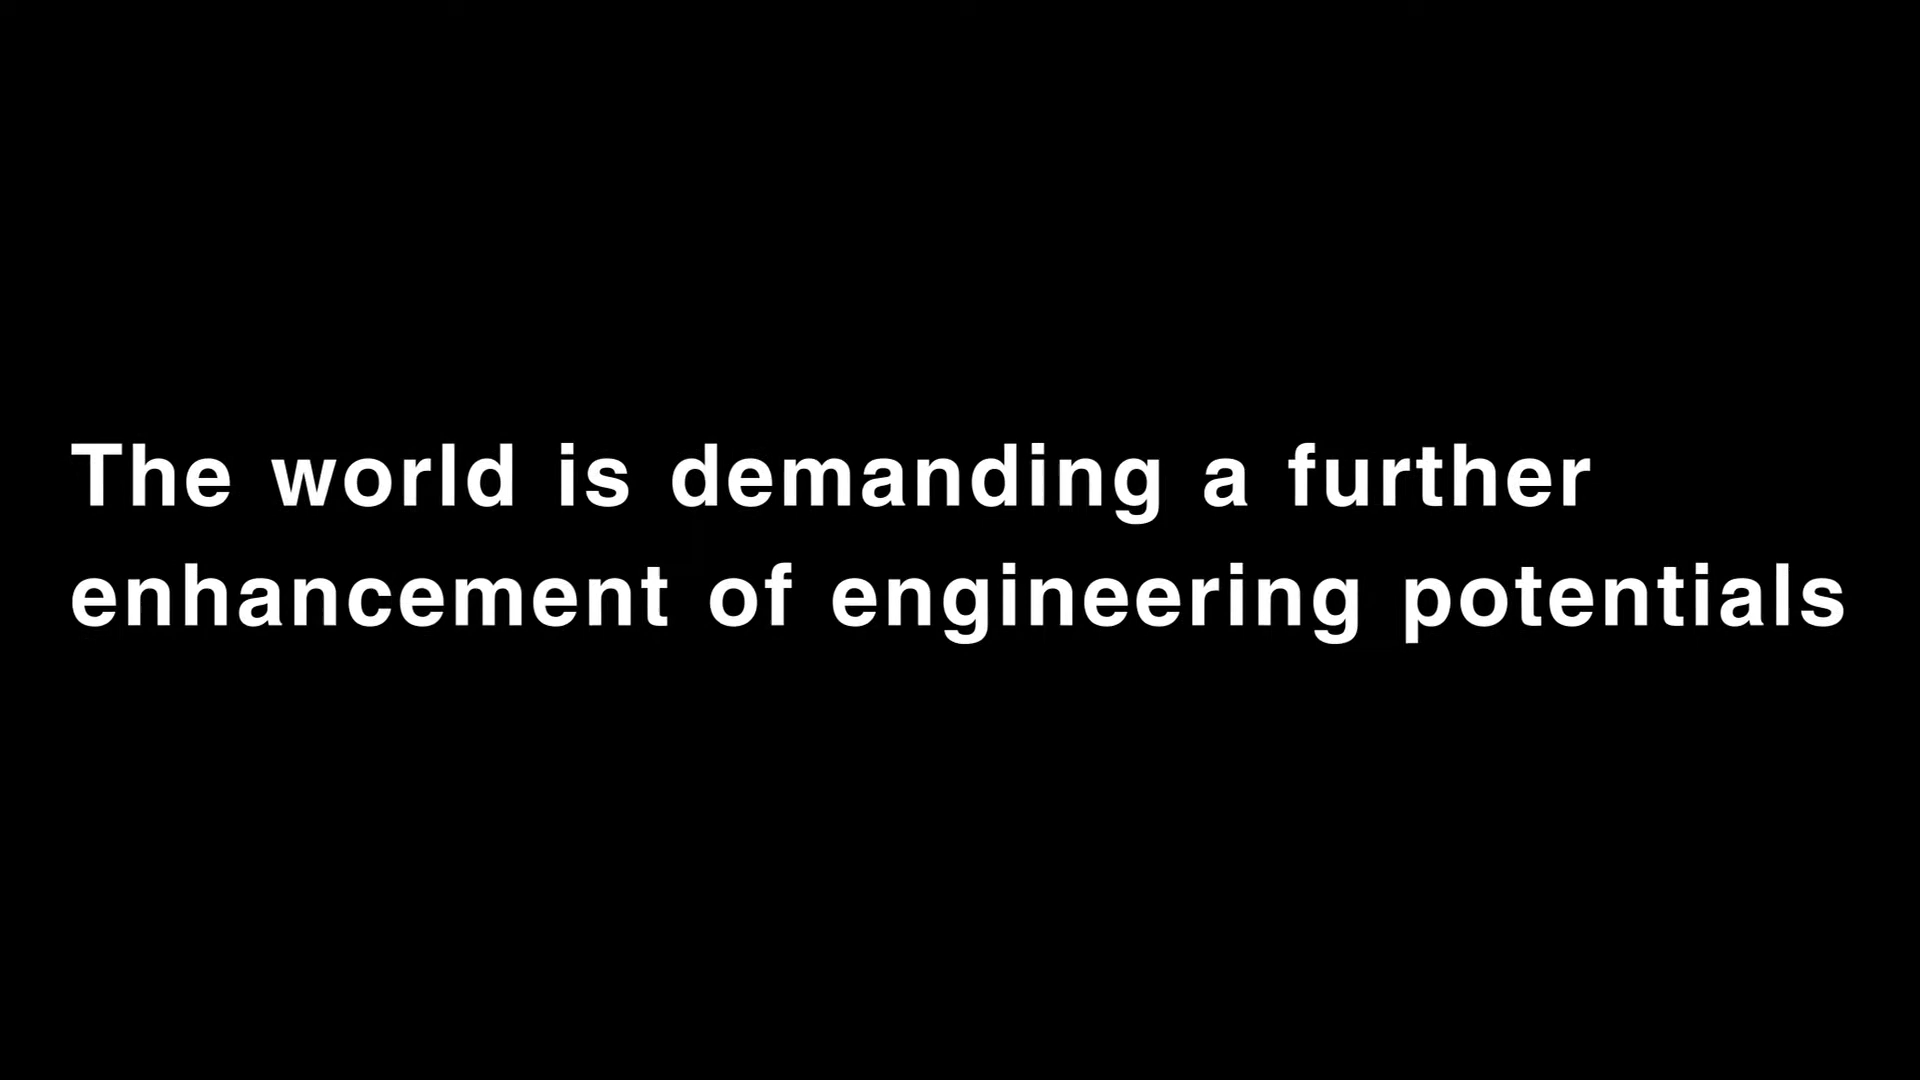 The world is demanding a further
enhancement of engineering potentials